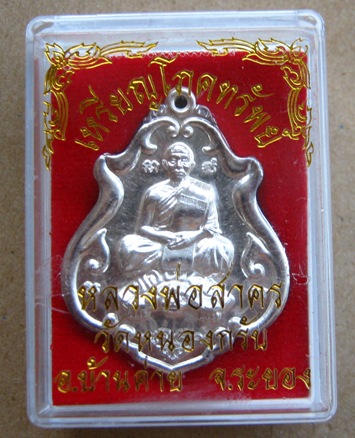 เหรียญโภคทรัพย์
หลวงพ่อสาคร
วัดหนองกรับ
อ.บ้านค่าย จ.ระยอง